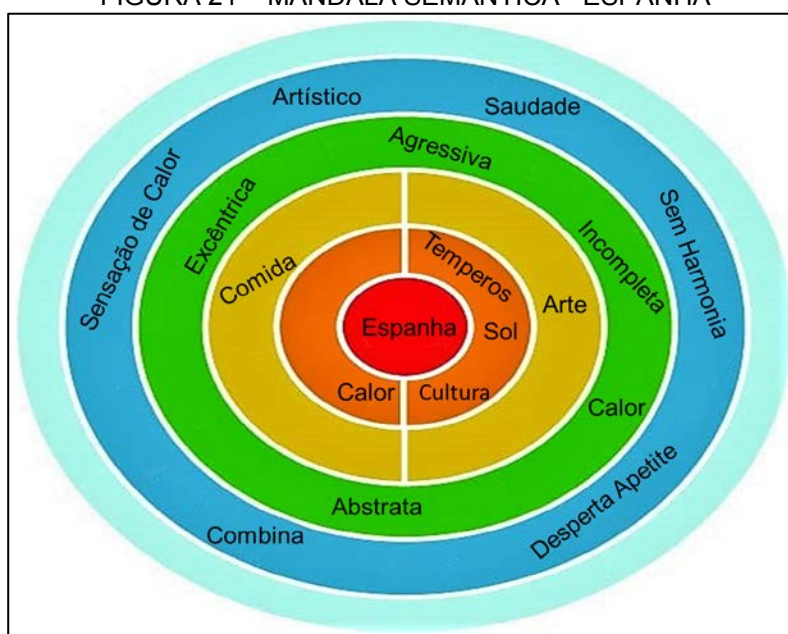 FIGURA 21 – MANDALA SEMÂNTICA - ESPANHA
Artístico
Saudade
Agressiva
Sensação de Calor
Excêntrica
Sem Harmonia
Incompleta
Comida
Temperos
Arte
Espanha
Sol
Calor
Cultura
Calor
Abstrata
Combina
Desperta Apetite